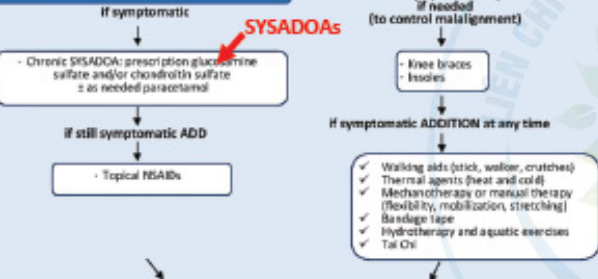 If symptomatic
SYSADOAs
- Chronic SYSADOA: prescription glucosamine
sulfate and/or chondroitin sulfate
± as needed paracetamol
if still symptomatic ADD
- Topical NSAIDs
if needed
(to control malalignment)
- Knee braces
- Insoles
if symptomatic ADDITION at any time
✓ Walking aids (stick, walker, crutches)
✓ Thermal agents (heat and cold)
✓ Mechanotherapy or manual therapy
(flexibility, mobilization, stretching)
✓ Bandage tape
✓ Hydrotherapy and aquatic exercises
✓ Tai Chi
LIEN CHI